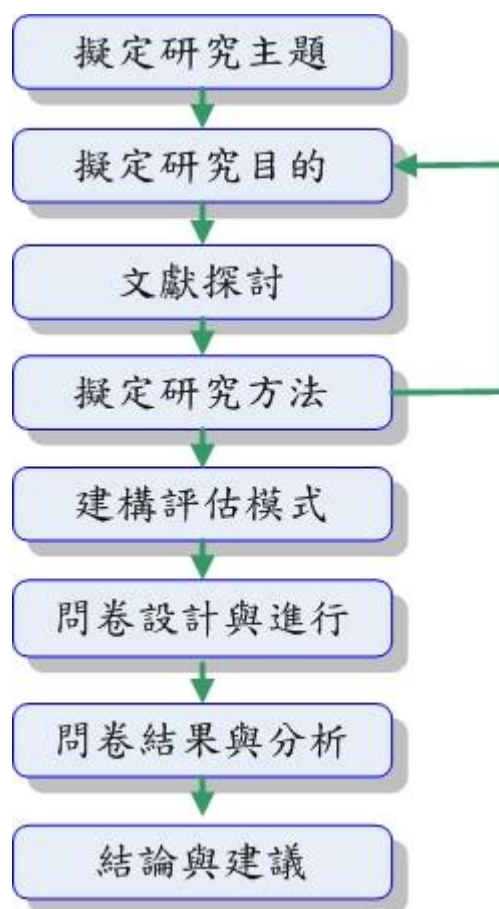 擬定研究主題
擬定研究目的
文獻探討
擬定研究方法
建構評估模式
問卷設計與進行
問卷結果與分析
結論與建議